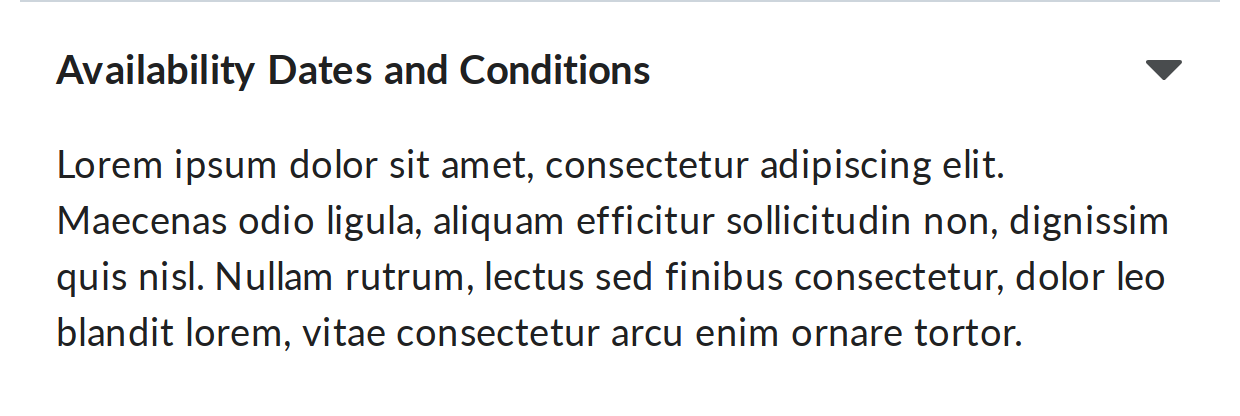 Availability Dates and Conditions
Lorem ipsum dolor sit amet, consectetur adipiscing elit.
Maecenas odio ligula, aliquam efficitur sollicitudin non, dignissim
quis nisl. Nullam rutrum, lectus sed finibus consectetur, dolor leo
blandit lorem, vitae consectetur arcu enim ornare tortor.